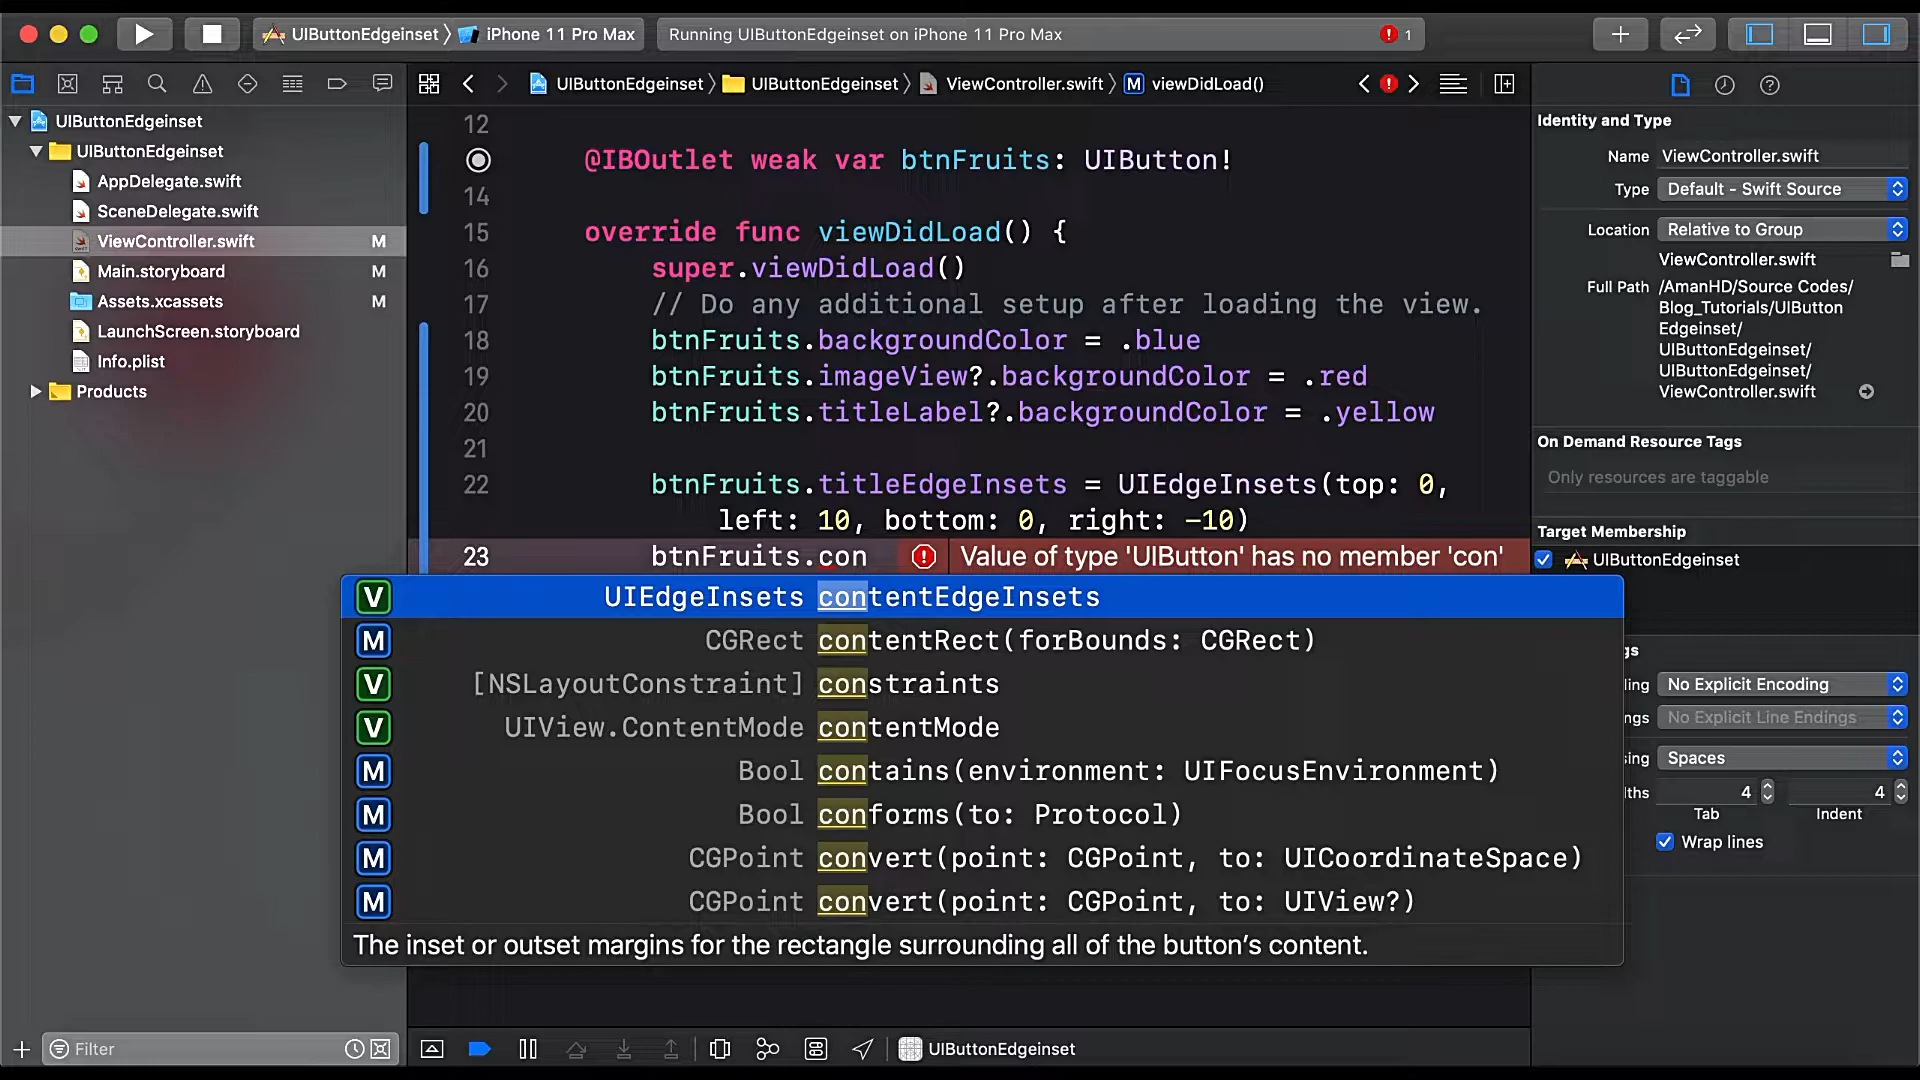 UIButtonEdgeinset 〉 iPhone 11 Pro Max
Running UIButtonEdgeinset on iPhone 11 Pro Max
1
UIButtonEdgeinset 〉 UIButtonEdgeinset 〉 ViewController.swift 〉 M viewDidLoad()
UIButtonEdgeinset
UIButtonEdgeinset
AppDelegate.swift
SceneDelegate.swift
ViewController.swift M
Main.storyboard M
Assets.xcassets M
LaunchScreen.storyboard
Info.plist
Products
12
@IBOutlet weak var btnFruits: UIButton!
14
15 override func viewDidLoad() {
16 super.viewDidLoad()
17 // Do any additional setup after loading the view.
18 btnFruits.backgroundColor = .blue
19 btnFruits.imageView?.backgroundColor = .red
20 btnFruits.titleLabel?.backgroundColor = .yellow
21
22 btnFruits.titleEdgeInsets = UIEdgeInsets(top: 0,
left: 10, bottom: 0, right: -10)
23 btnFruits.con Value of type 'UIButton' has no member 'con'
V UIEdgeInsets contentEdgeInsets
M CGRect contentRect(forBounds: CGRect)
V [NSLayoutConstraint] constraints
V UIView.ContentMode contentMode
M Bool contains(environment: UIFocusEnvironment)
M Bool conforms(to: Protocol)
M CGPoint convert(point: CGPoint, to: UICoordinateSpace)
M CGPoint convert(point: CGPoint, to: UIView?)
The inset or outset margins for the rectangle surrounding all of the button’s content.
Identity and Type
Name ViewController.swift
Type Default - Swift Source
Location Relative to Group
ViewController.swift
Full Path /AmanHD/Source Codes/
Blog_Tutorials/UIButton
Edgeinset/
UIButtonEdgeinset/
UIButtonEdgeinset/
ViewController.swift
On Demand Resource Tags
Only resources are taggable
Target Membership
UIButtonEdgeinset
gs
ing No Explicit Encoding
ngs No Explicit Line Endings
sing Spaces
lths 4 4
Tab Indent
Wrap lines
Filter
UIButtonEdgeinset